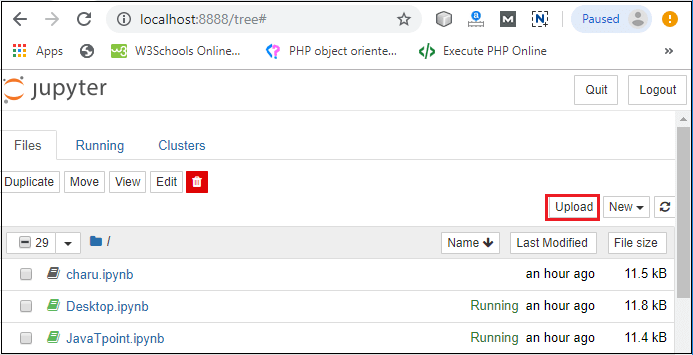 localhost:8888/tree#
Paused
Apps
W3Schools Online...
PHP object oriente...
Execute PHP Online
»
jupyter
Quit
Logout
Files
Running
Clusters
Duplicate
Move
View
Edit
Upload
New
29
/
Name
Last Modified
File size
charu.ipynb
an hour ago
11.5 kB
Desktop.ipynb
Running
an hour ago
11.8 kB
JavaTpoint.ipynb
Running
an hour ago
11.4 kB